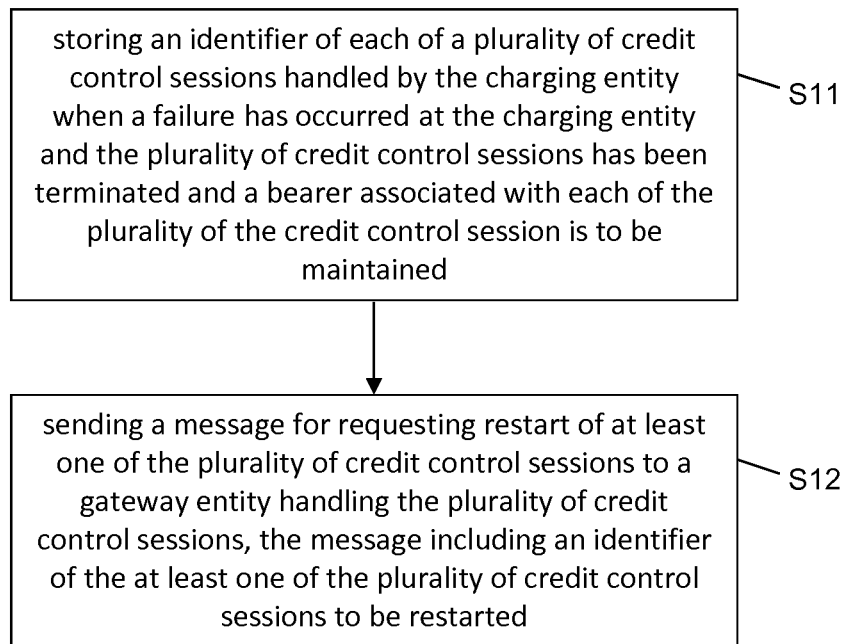 storing an identifier of each of a plurality of credit
control sessions handled by the charging entity
when a failure has occurred at the charging entity
and the plurality of credit control sessions has been
terminated and a bearer associated with each of the
plurality of the credit control session is to be
maintained
S11
sending a message for requesting restart of at least
one of the plurality of credit control sessions to a
gateway entity handling the plurality of credit
control sessions, the message including an identifier
of the at least one of the plurality of credit control
sessions to be restarted
S12